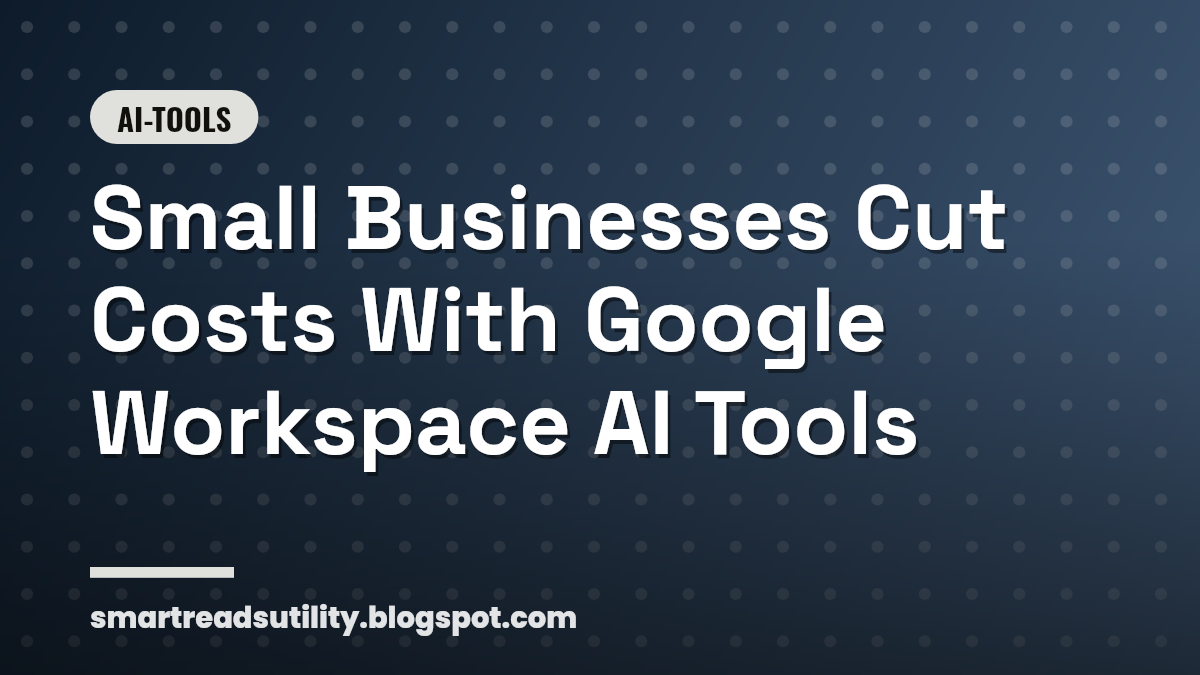 AI-TOOLS
Small Businesses Cut
Costs With Google
Workspace AI Tools
smartreadsutility.blogspot.com